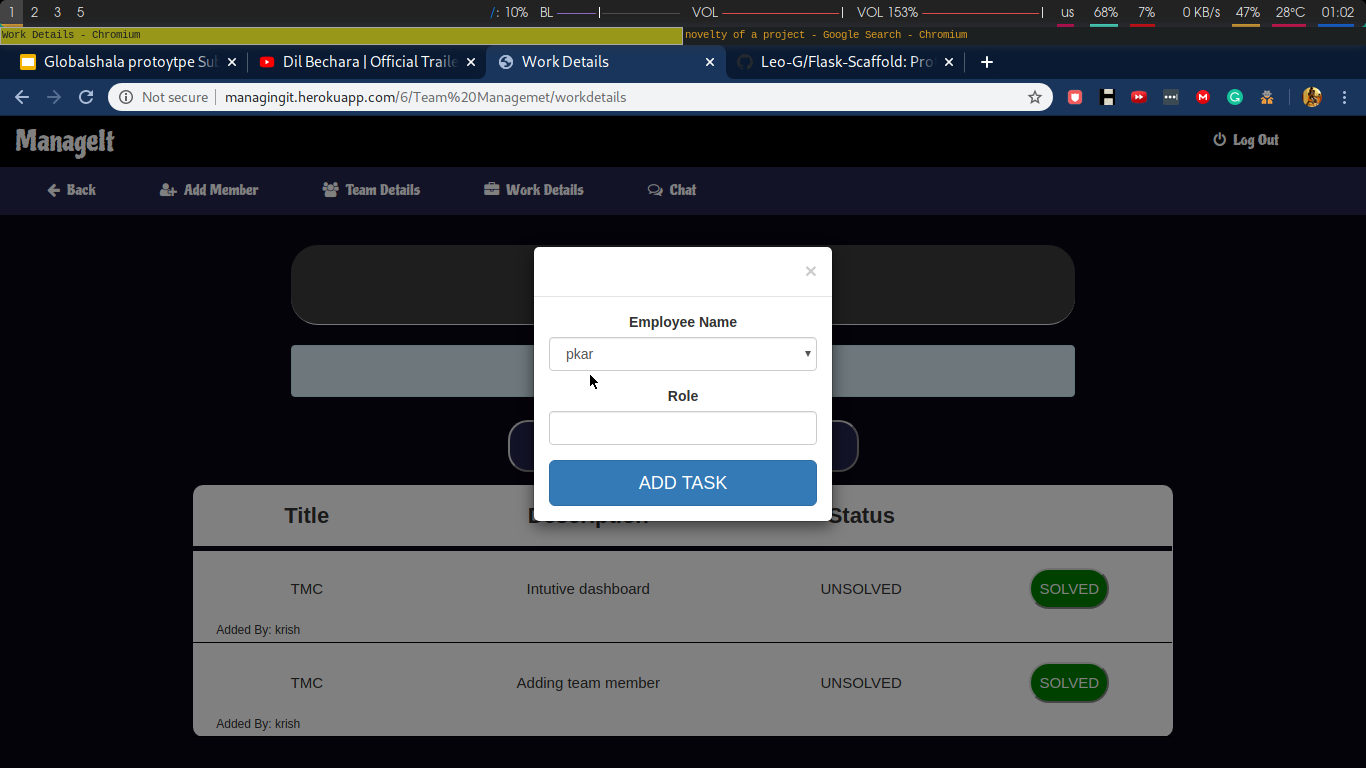 1 2 3 5 /: 10% BL VOL VOL 153% us 68% 7% 0 KB/s 47% 28°C 01:02
Work Details - Chromium novelty of a project - Google Search - Chromium
Globalshala protoytpe Su Dil Bechara | Official Traile Work Details Leo-G/Flask-Scaffold: Pro
Not secure managingit.herokuapp.com/6/Team%20Managemet/workdetails
ManageIt Log Out
Back Add Member Team Details Work Details Chat
×
Employee Name
pkar
Role
ADD TASK
Title Description Status
TMC Intutive dashboard UNSOLVED SOLVED
Added By: krish
TMC Adding team member UNSOLVED SOLVED
Added By: krish